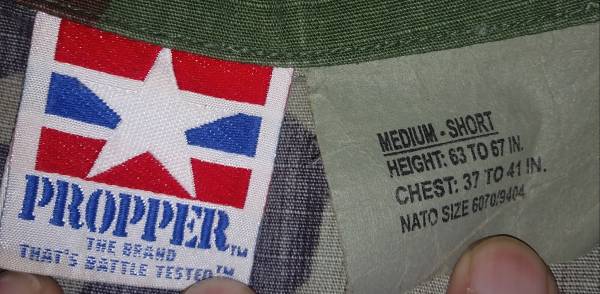 PROPPER™
THE BRAND
THAT'S BATTLE TESTED™
MEDIUM - SHORT
HEIGHT: 63 TO 67 IN.
CHEST: 37 TO 41 IN.
NATO SIZE 6070/9404